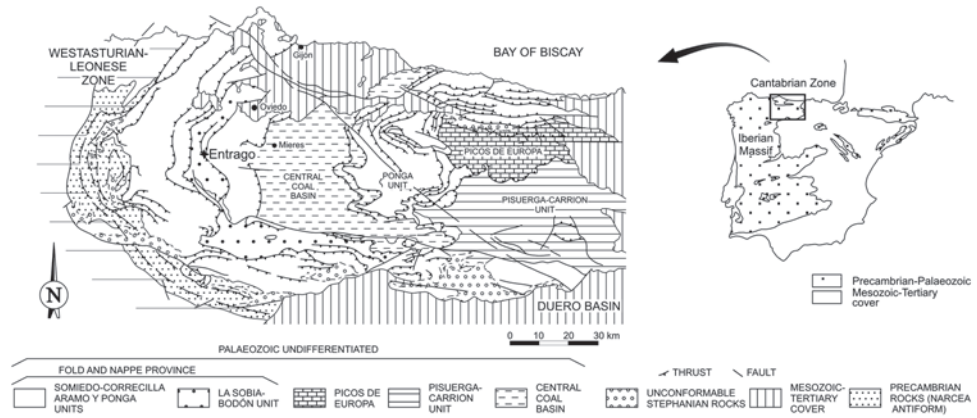 WESTASTURIAN-
LEONESE
ZONE
Gijón
BAY OF BISCAY
Oviedo
Entrago
Mieres
CENTRAL
COAL
BASIN
PONGA
UNIT
PICOS DE EUROPA
PISUERGA-CARRION
UNIT
DUERO BASIN
N
0 10 20 30 km
Cantabrian Zone
Iberian
Massif
Precambrian-Palaeozoic
Mesozoic-Tertiary
cover
PALAEOZOIC UNDIFFERENTIATED
THRUST
FAULT
FOLD AND NAPPE PROVINCE
SOMIEDO-CORRECILLA
ARAMO Y PONGA
UNITS
LA SOBIA-
BODÓN UNIT
PICOS DE
EUROPA
PISUERGA-
CARRION
UNIT
CENTRAL
COAL
BASIN
UNCONFORMABLE
STEPHANIAN ROCKS
MESOZOIC-
TERTIARY
COVER
PRECAMBRIAN
ROCKS (NARCEA
ANTIFORM)